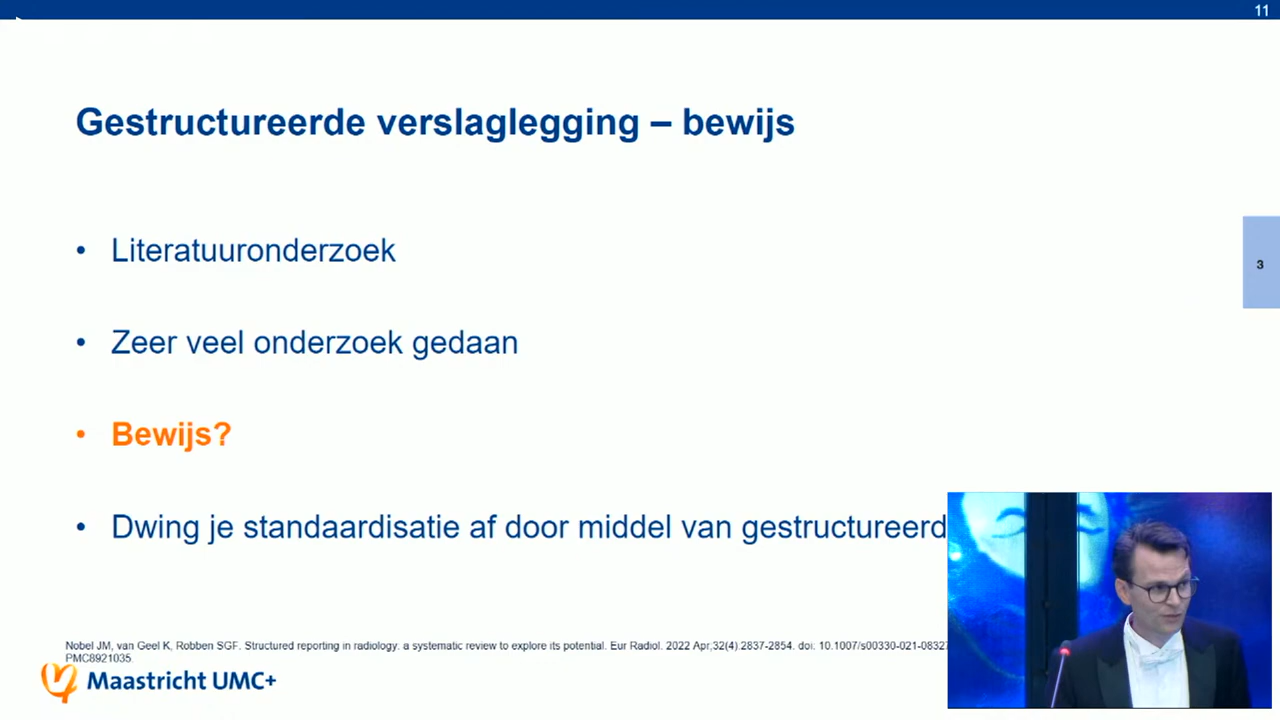 11
Gestructureerde verslaglegging – bewijs
• Literatuuronderzoek
3
• Zeer veel onderzoek gedaan
• Bewijs?
• Dwing je standaardisatie af door middel van gestructureerd
Nobel JM, van Geel K, Robben SGF. Structured reporting in radiology: a systematic review to explore its potential. Eur Radiol. 2022 Apr;32(4):2837-2854. doi: 10.1007/s00330-021-08327
PMC8921035.
Maastricht UMC+